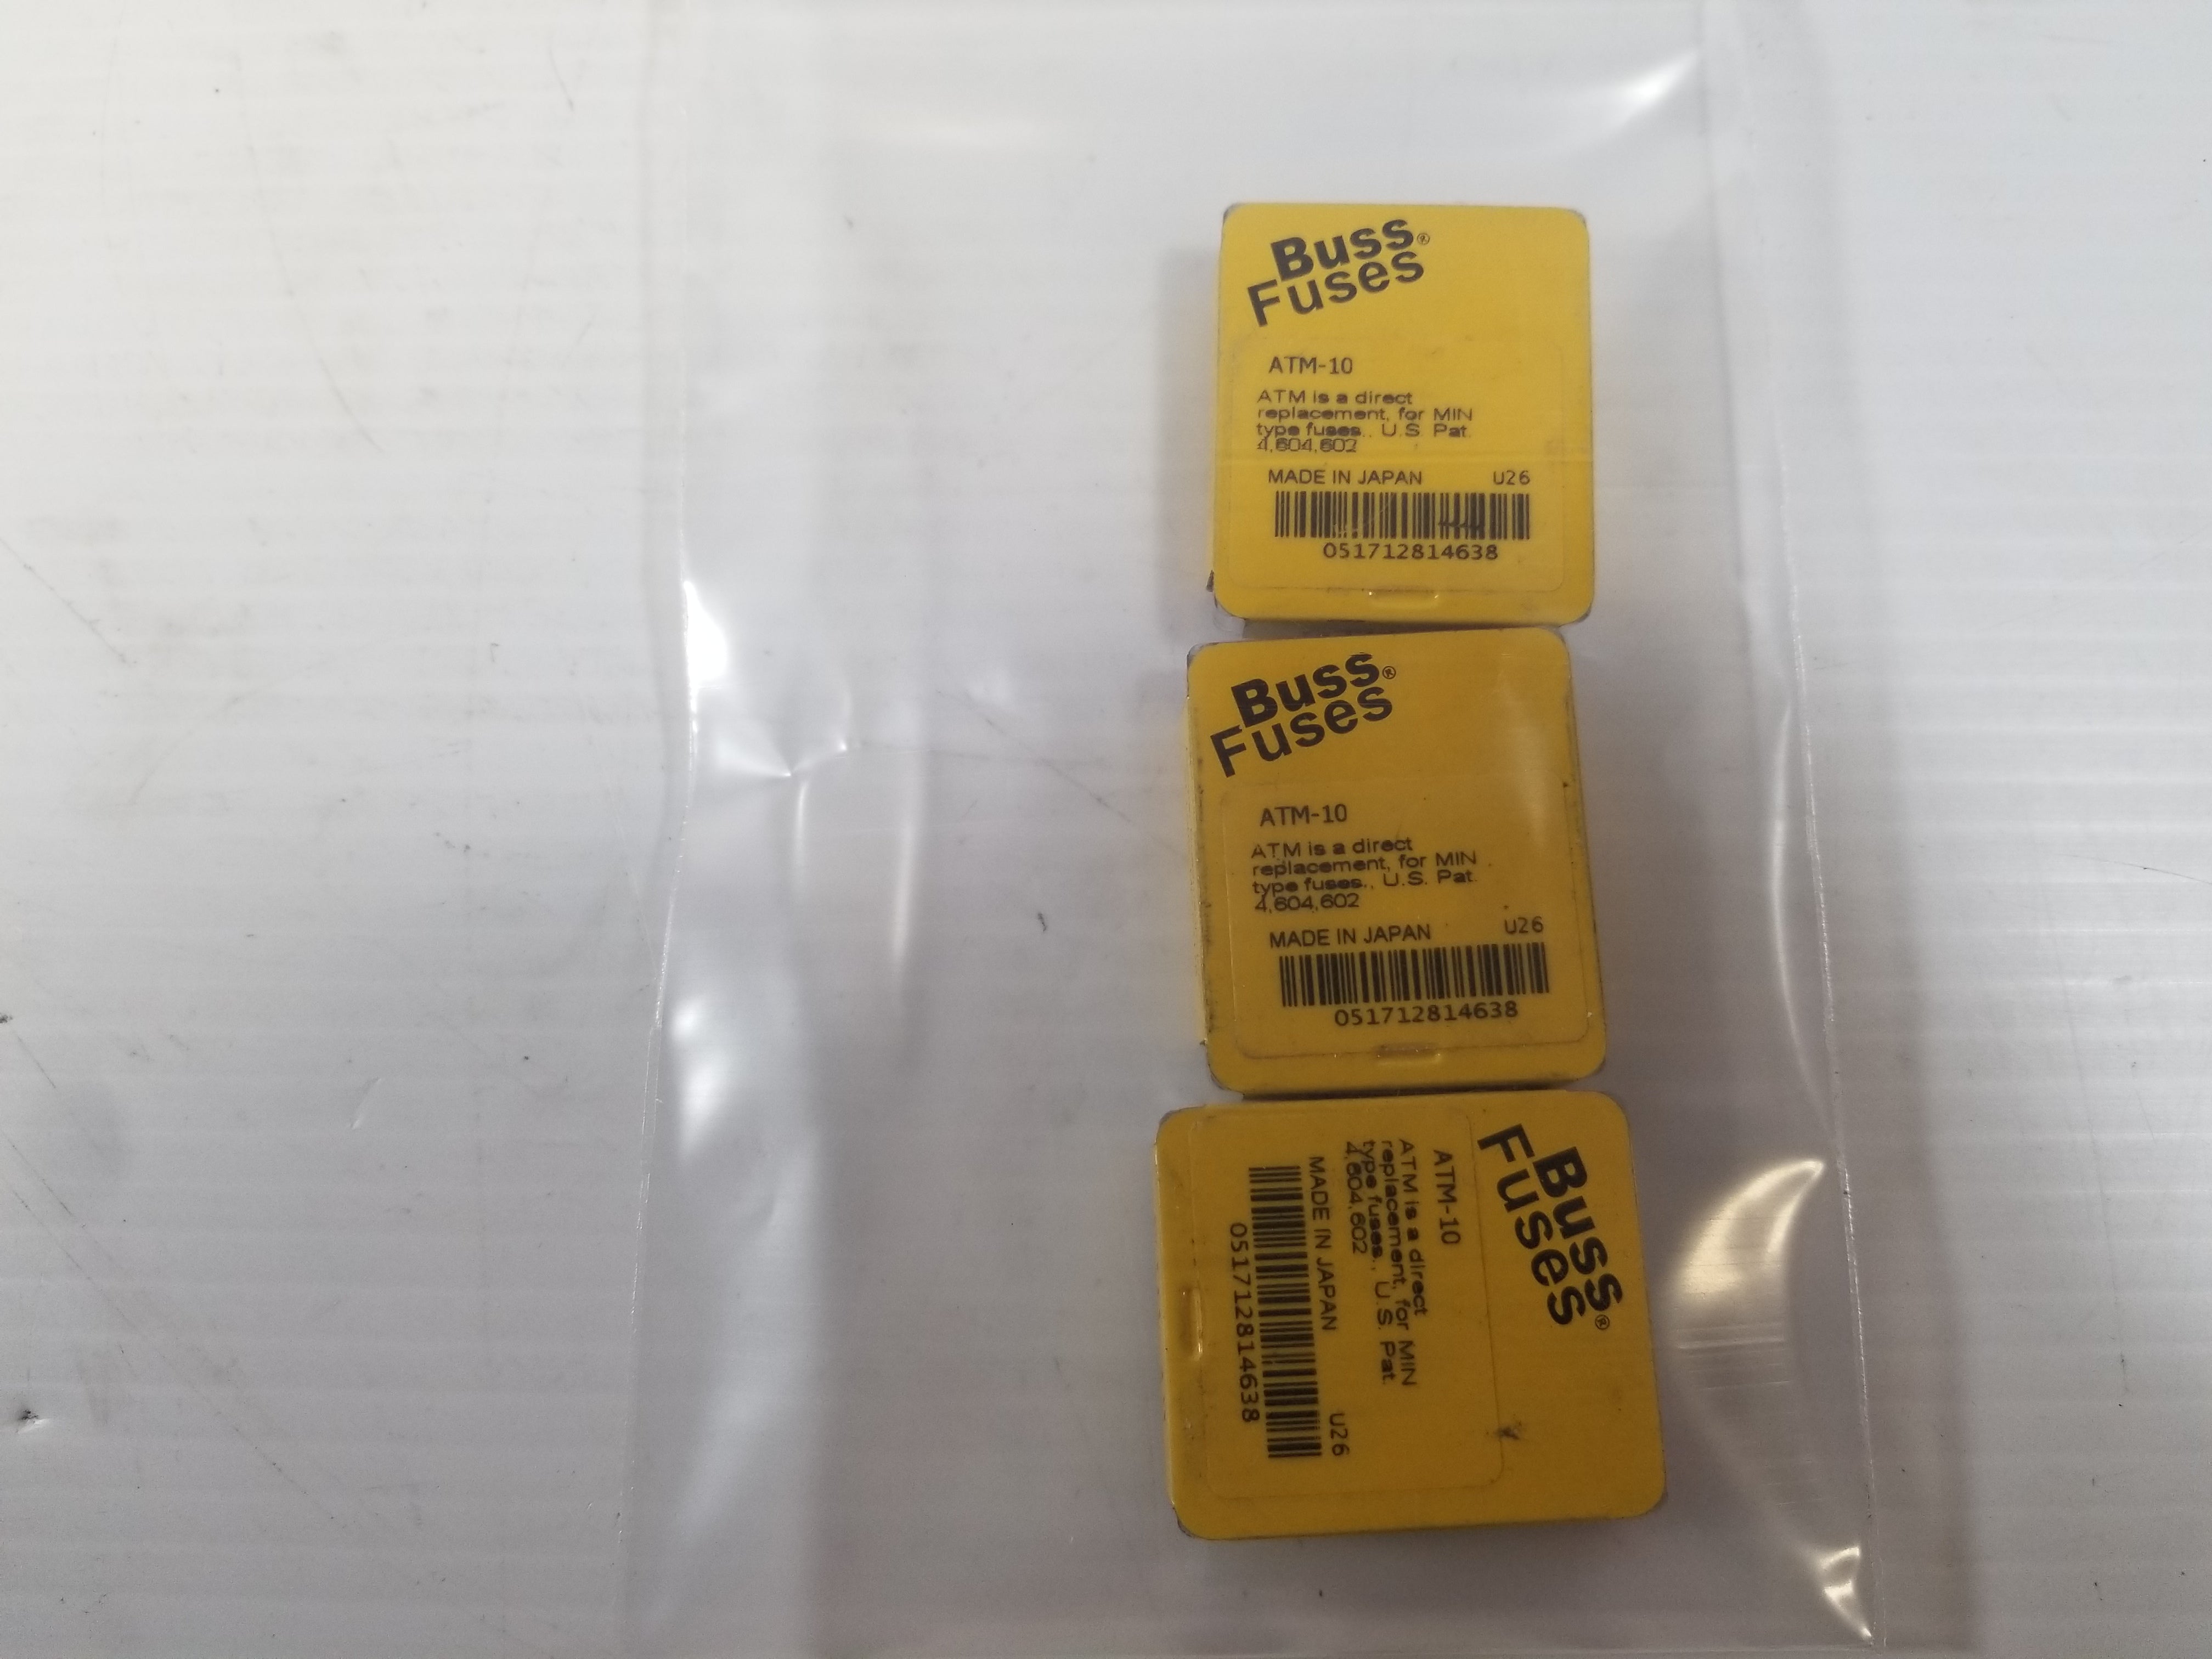 Buss®
Fuses
ATM-10
ATM is a direct
replacement, for MIN
type fuses., U.S. Pat.
4,604,602
MADE IN JAPAN U26
051712814638
Buss®
Fuses
ATM-10
ATM is a direct
replacement, for MIN
type fuses., U.S. Pat.
4,604,602
MADE IN JAPAN U26
051712814638
Buss®
Fuses
ATM-10
ATM is a direct
replacement, for MIN
type fuses., U.S. Pat.
4,604,602
MADE IN JAPAN U26
051712814638